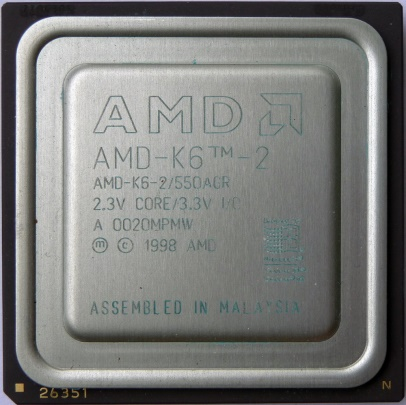 AMD
AMD-K6™-2
AMD-K6-2/550AGR
2.3V CORE/3.3V I/O
A 0020MPMW
ⓜ © 1998 AMD
ASSEMBLED IN MALAYSIA
26351
N